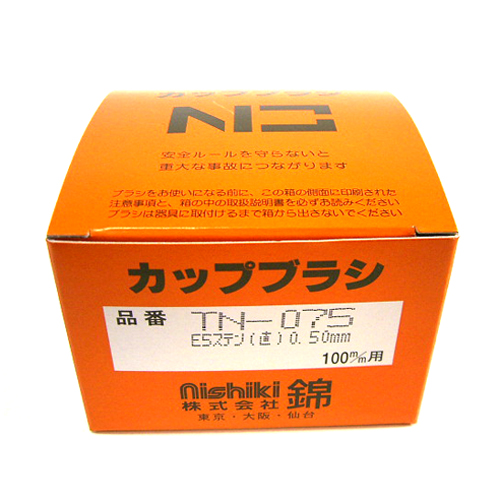 カップブラシ
安全ルールを守らないと
重大な事故につながります
ブラシをお使いになる前に、この箱の側面に印刷された
注意事項と、箱の中の取扱説明書を必ずお読みください
ブラシは器具に取付けるまで箱から出さないでください
カップブラシ
品番 TN-075
ESステン(直)0.50mm
100m/m用
nishiki
株式会社 錦
東京・大阪・仙台